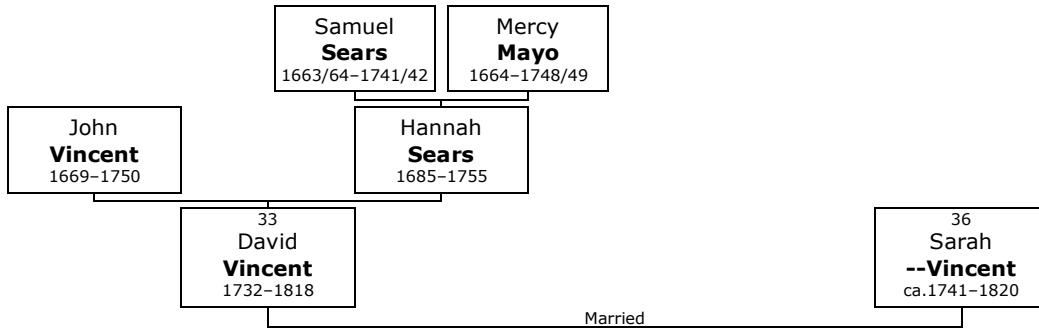 Samuel
Sears
1663/64–1741/42
Mercy
Mayo
1664–1748/49
John
Vincent
1669–1750
Hannah
Sears
1685–1755
33
David
Vincent
1732–1818
36
Sarah
--Vincent
ca.1741–1820
Married